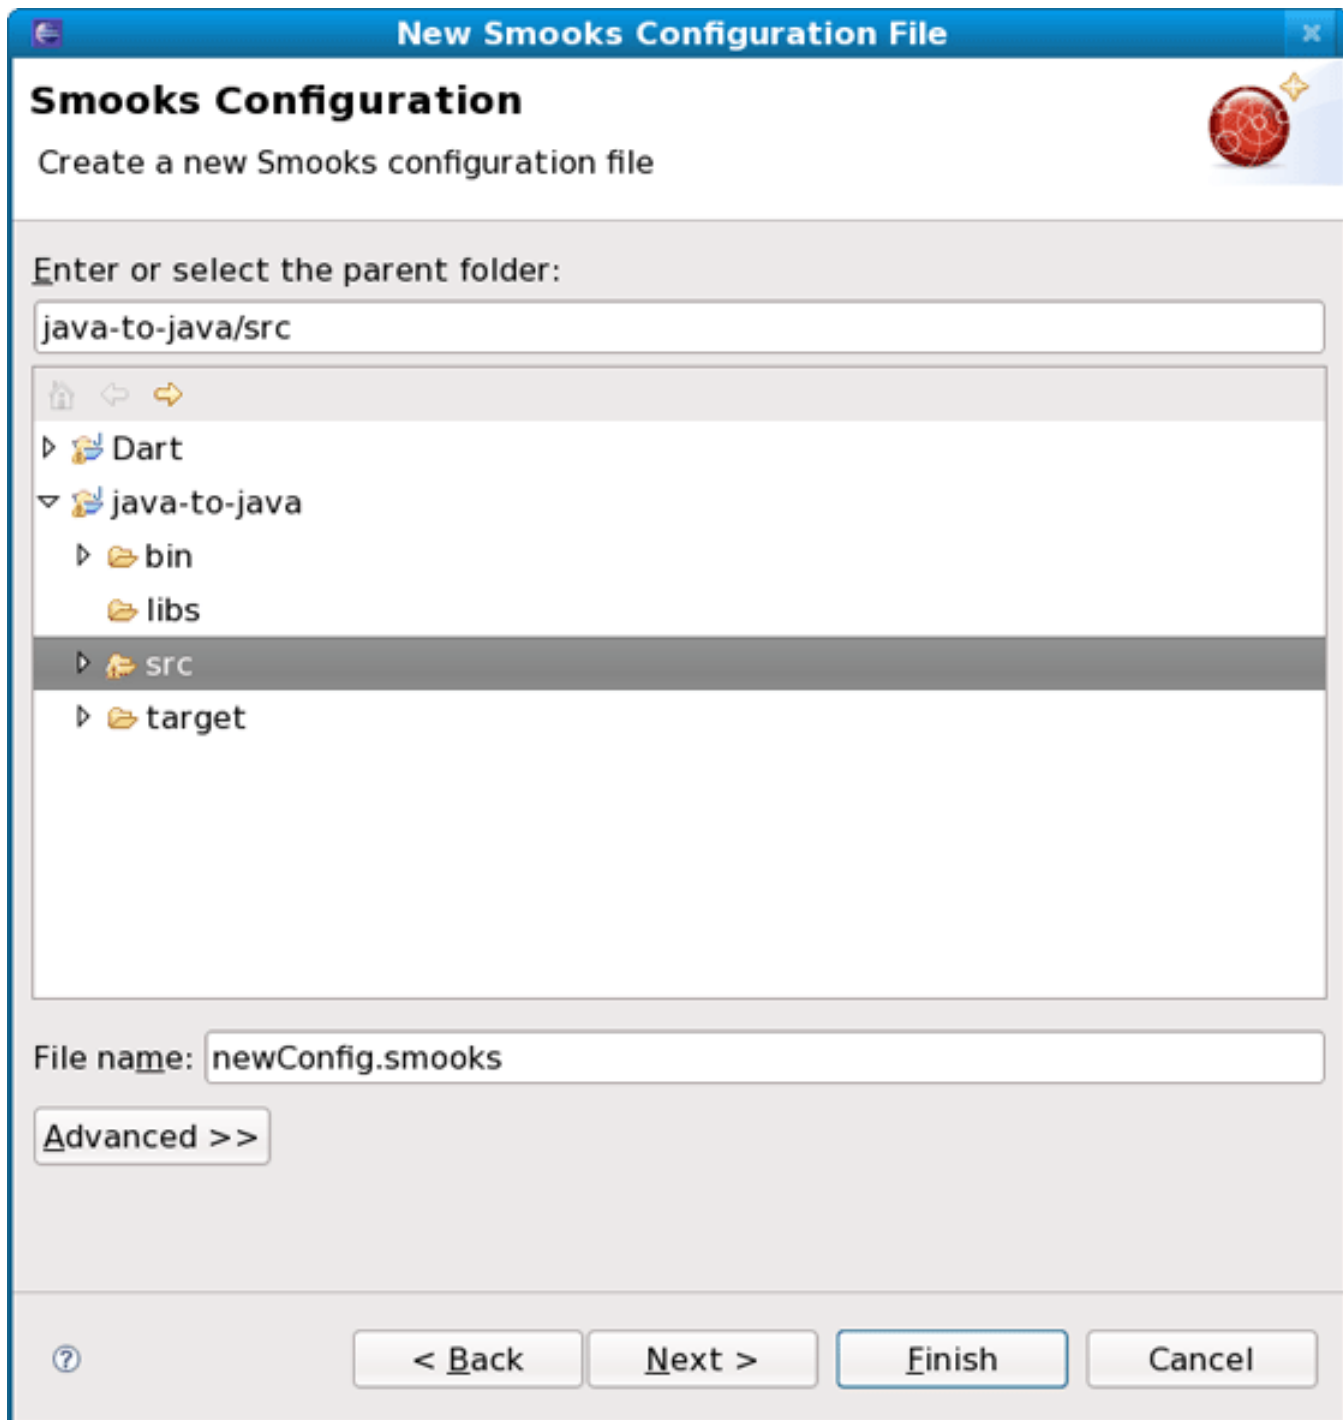 New Smooks Configuration File
Smooks Configuration
Create a new Smooks configuration file
Enter or select the parent folder:
java-to-java/src
Dart
java-to-java
bin
libs
src
target
File name: newConfig.smooks
Advanced >>
< Back Next > Finish Cancel